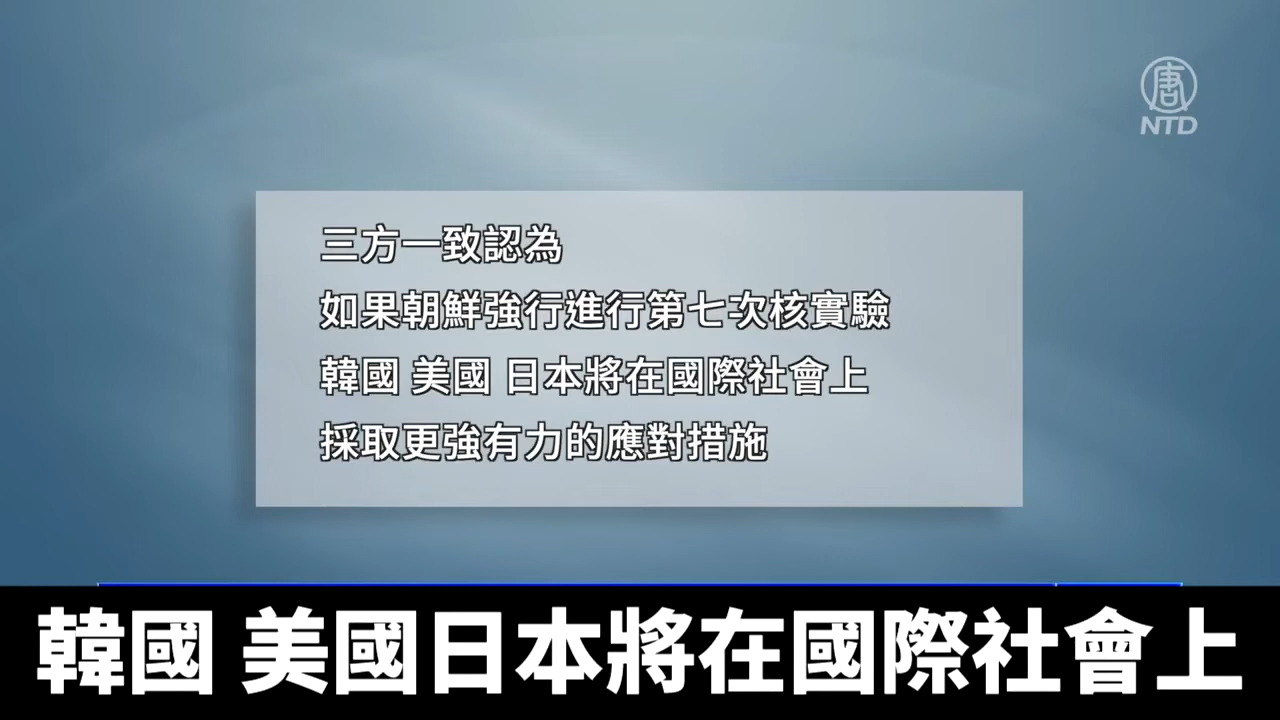 唐
NTD
三方一致認為
如果朝鮮強行進行第七次核實驗
韓國 美國 日本將在國際社會上
採取更強有力的應對措施
韓國 美國日本將在國際社會上